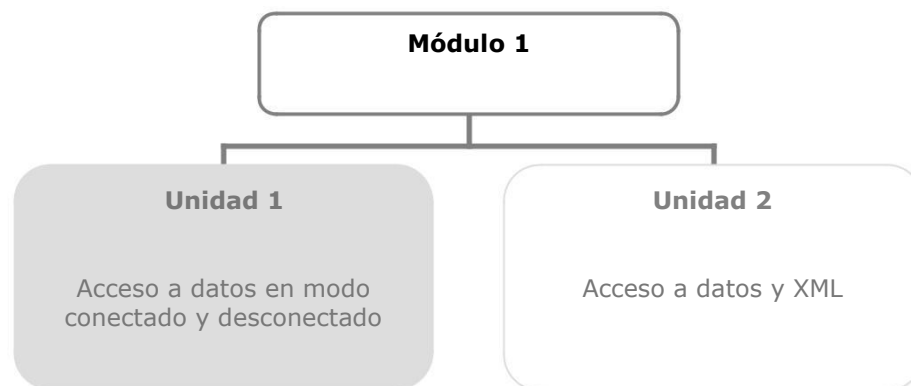 Módulo 1
Unidad 1
Acceso a datos en modo
conectado y desconectado
Unidad 2
Acceso a datos y XML